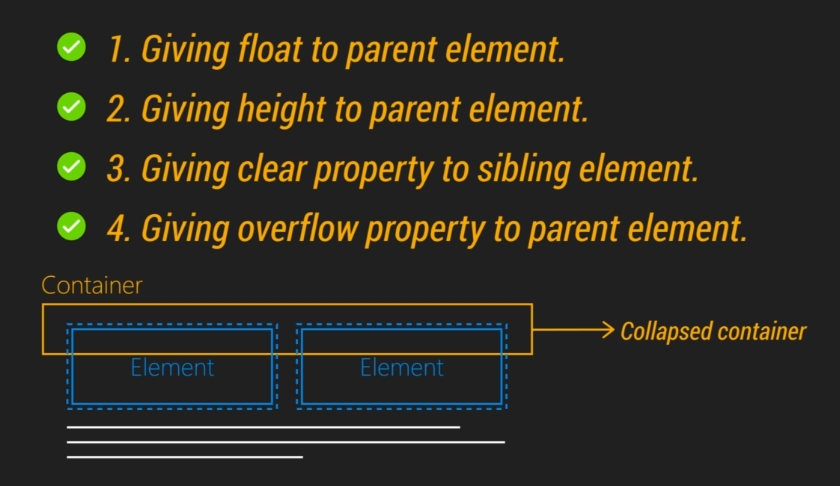 1. Giving float to parent element.
2. Giving height to parent element.
3. Giving clear property to sibling element.
4. Giving overflow property to parent element.
Container
Collapsed container
Element Element